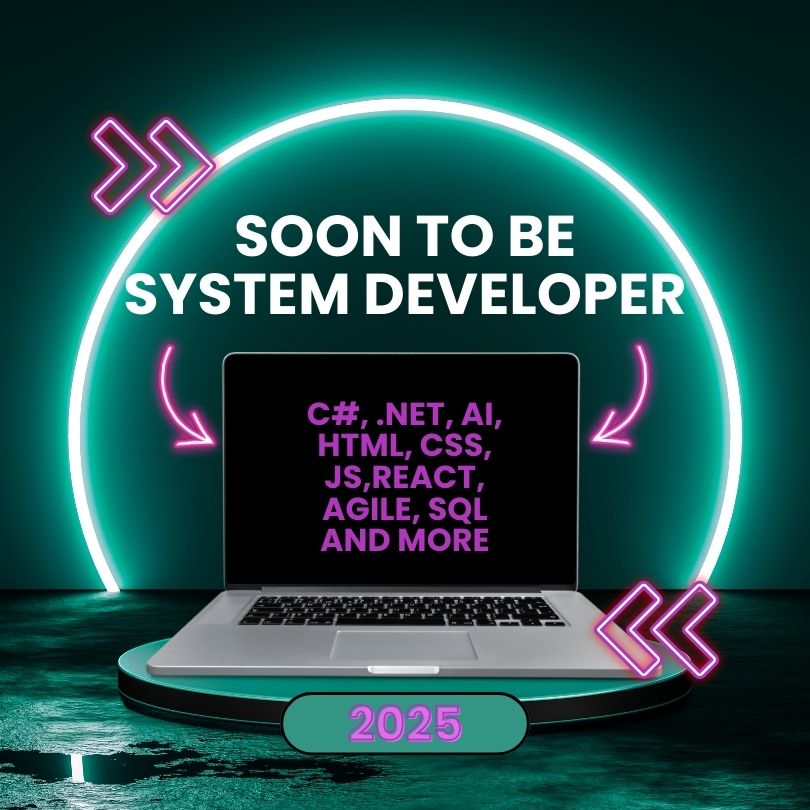 SOON TO BE
SYSTEM DEVELOPER
C#, .NET, AI,
HTML, CSS,
JS,REACT,
AGILE, SQL
AND MORE
2025